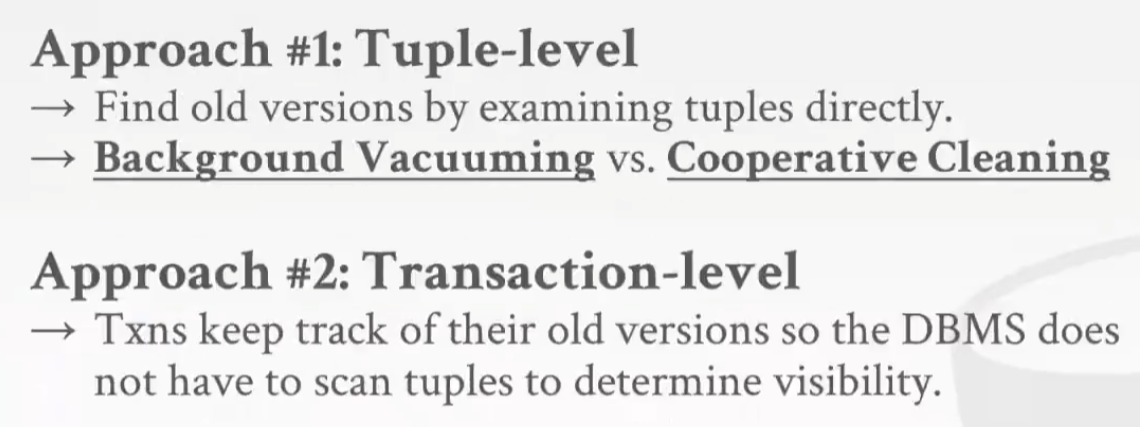 Approach #1: Tuple-level
→ Find old versions by examining tuples directly.
→ Background Vacuuming vs. Cooperative Cleaning
Approach #2: Transaction-level
→ Txns keep track of their old versions so the DBMS does
not have to scan tuples to determine visibility.